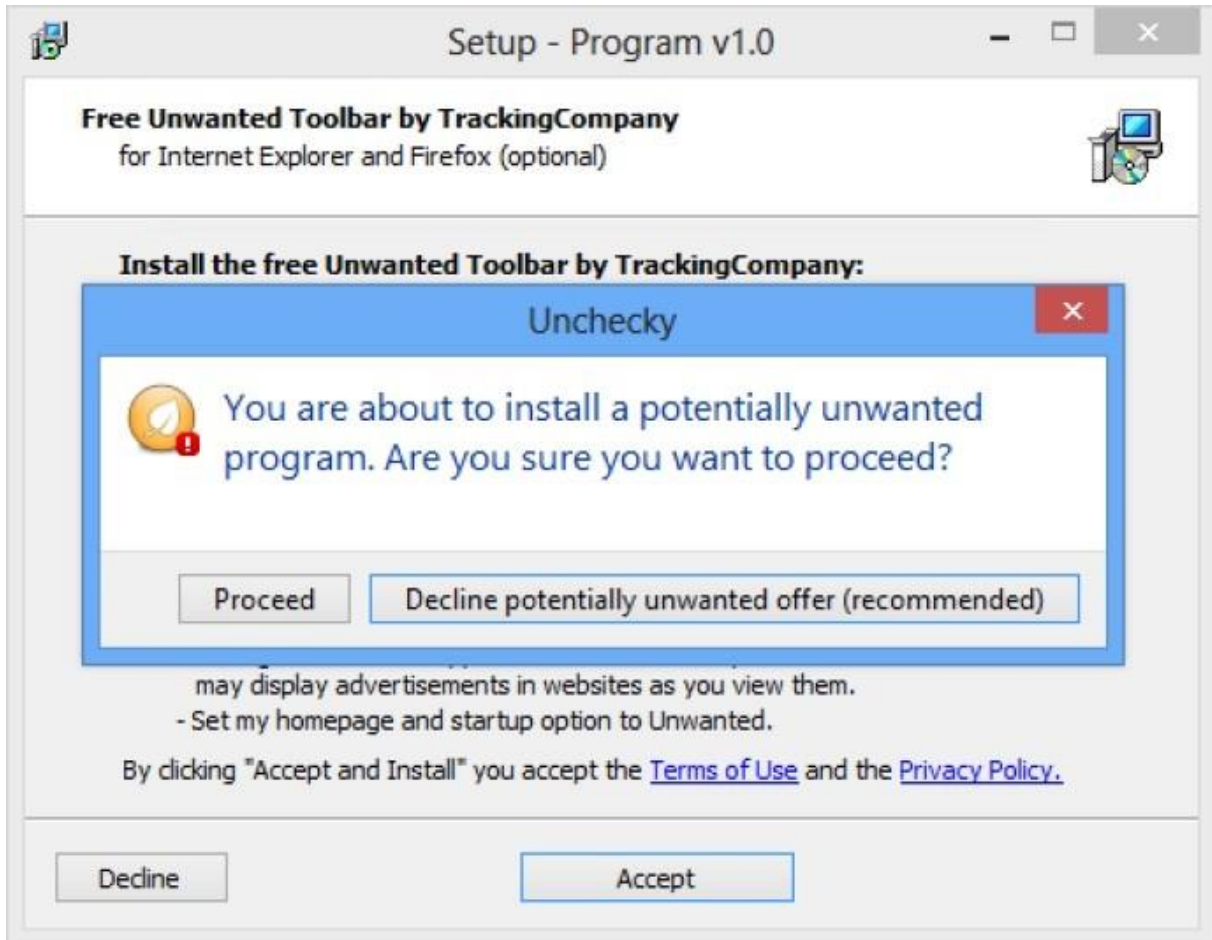 Setup - Program v1.0
Free Unwanted Toolbar by TrackingCompany
for Internet Explorer and Firefox (optional)
Install the free Unwanted Toolbar by TrackingCompany:
Unchecky
You are about to install a potentially unwanted
program. Are you sure you want to proceed?
Proceed
Decline potentially unwanted offer (recommended)
may display advertisements in websites as you view them.
- Set my homepage and startup option to Unwanted.
By clicking "Accept and Install" you accept the Terms of Use and the Privacy Policy.
Decline
Accept